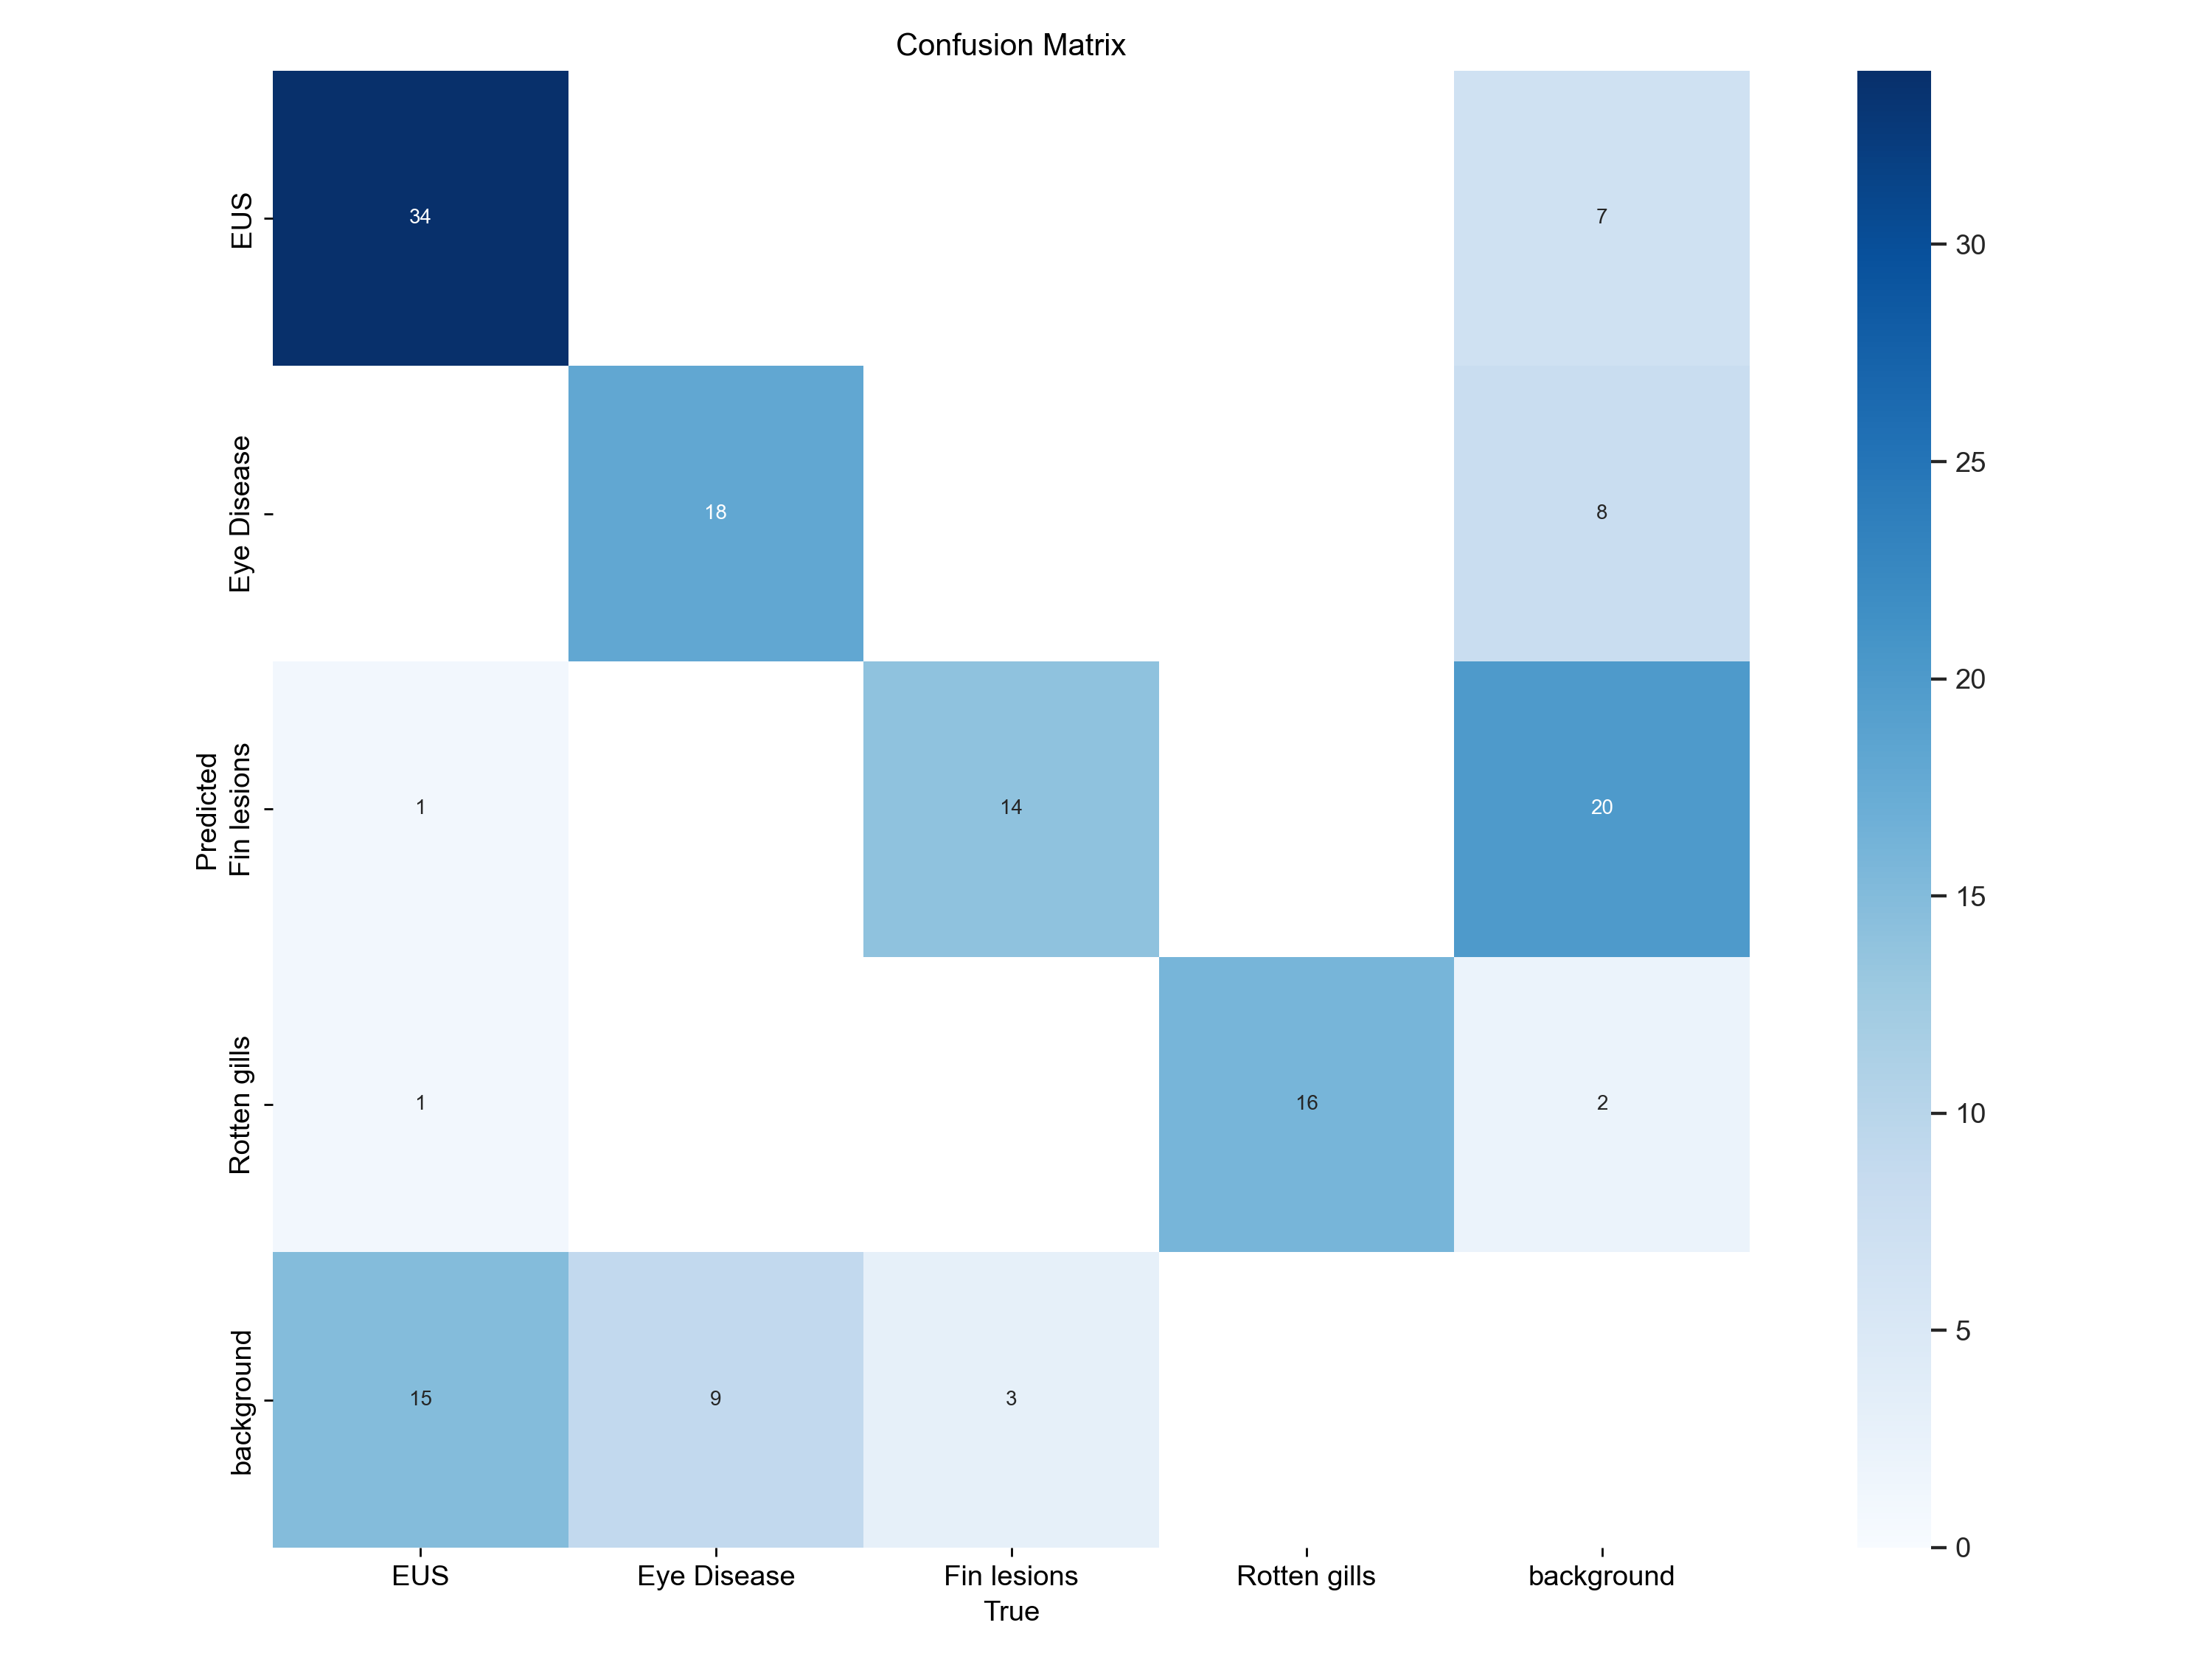 Confusion Matrix
Predicted
EUS
34
7
Eye Disease
18
8
Fin lesions
1
14
20
Rotten gills
1
16
2
background
15
9
3
EUS
Eye Disease
Fin lesions
Rotten gills
background
True
30
25
20
15
10
5
0